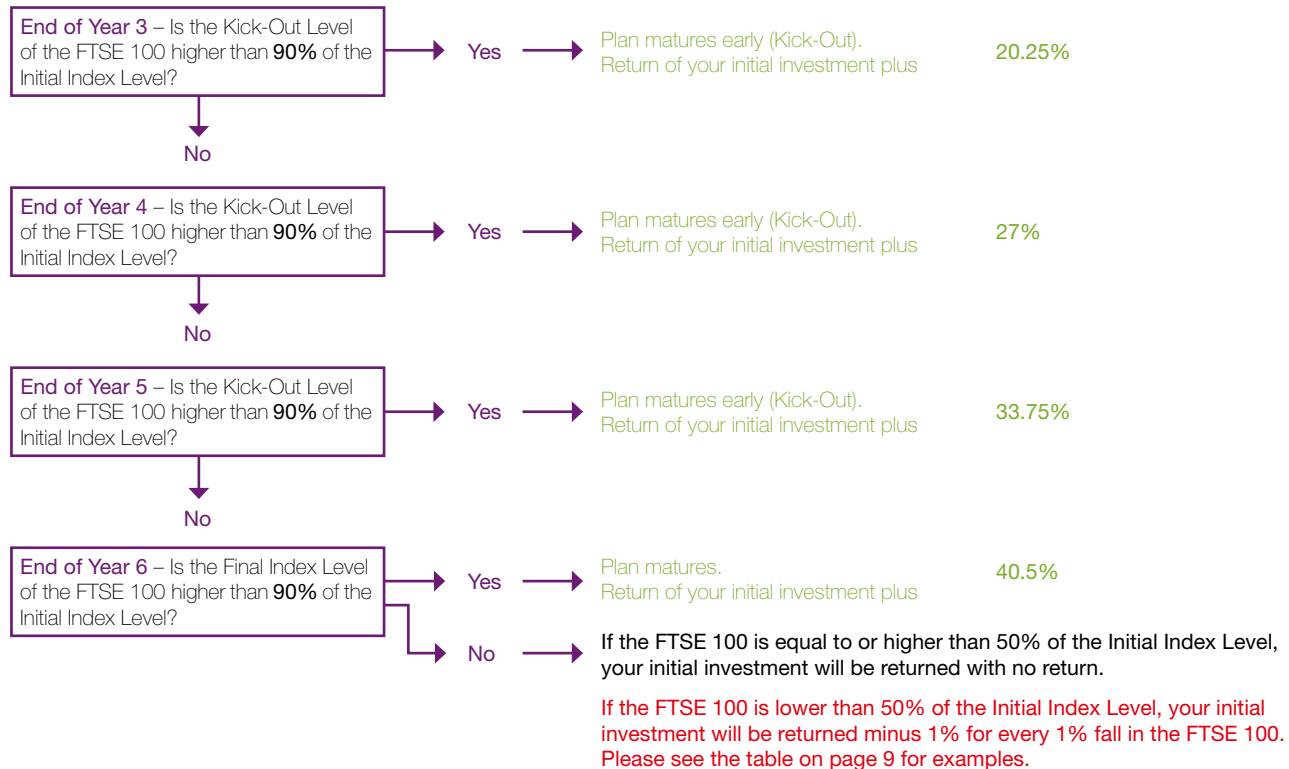 End of Year 3 – Is the Kick-Out Level
of the FTSE 100 higher than 90% of the
Initial Index Level?
Yes
Plan matures early (Kick-Out).
Return of your initial investment plus
20.25%
No
End of Year 4 – Is the Kick-Out Level
of the FTSE 100 higher than 90% of the
Initial Index Level?
Yes
Plan matures early (Kick-Out).
Return of your initial investment plus
27%
No
End of Year 5 – Is the Kick-Out Level
of the FTSE 100 higher than 90% of the
Initial Index Level?
Yes
Plan matures early (Kick-Out).
Return of your initial investment plus
33.75%
No
End of Year 6 – Is the Final Index Level
of the FTSE 100 higher than 90% of the
Initial Index Level?
Yes
Plan matures.
Return of your initial investment plus
40.5%
No
If the FTSE 100 is equal to or higher than 50% of the Initial Index Level,
your initial investment will be returned with no return.
If the FTSE 100 is lower than 50% of the Initial Index Level, your initial
investment will be returned minus 1% for every 1% fall in the FTSE 100.
Please see the table on page 9 for examples.